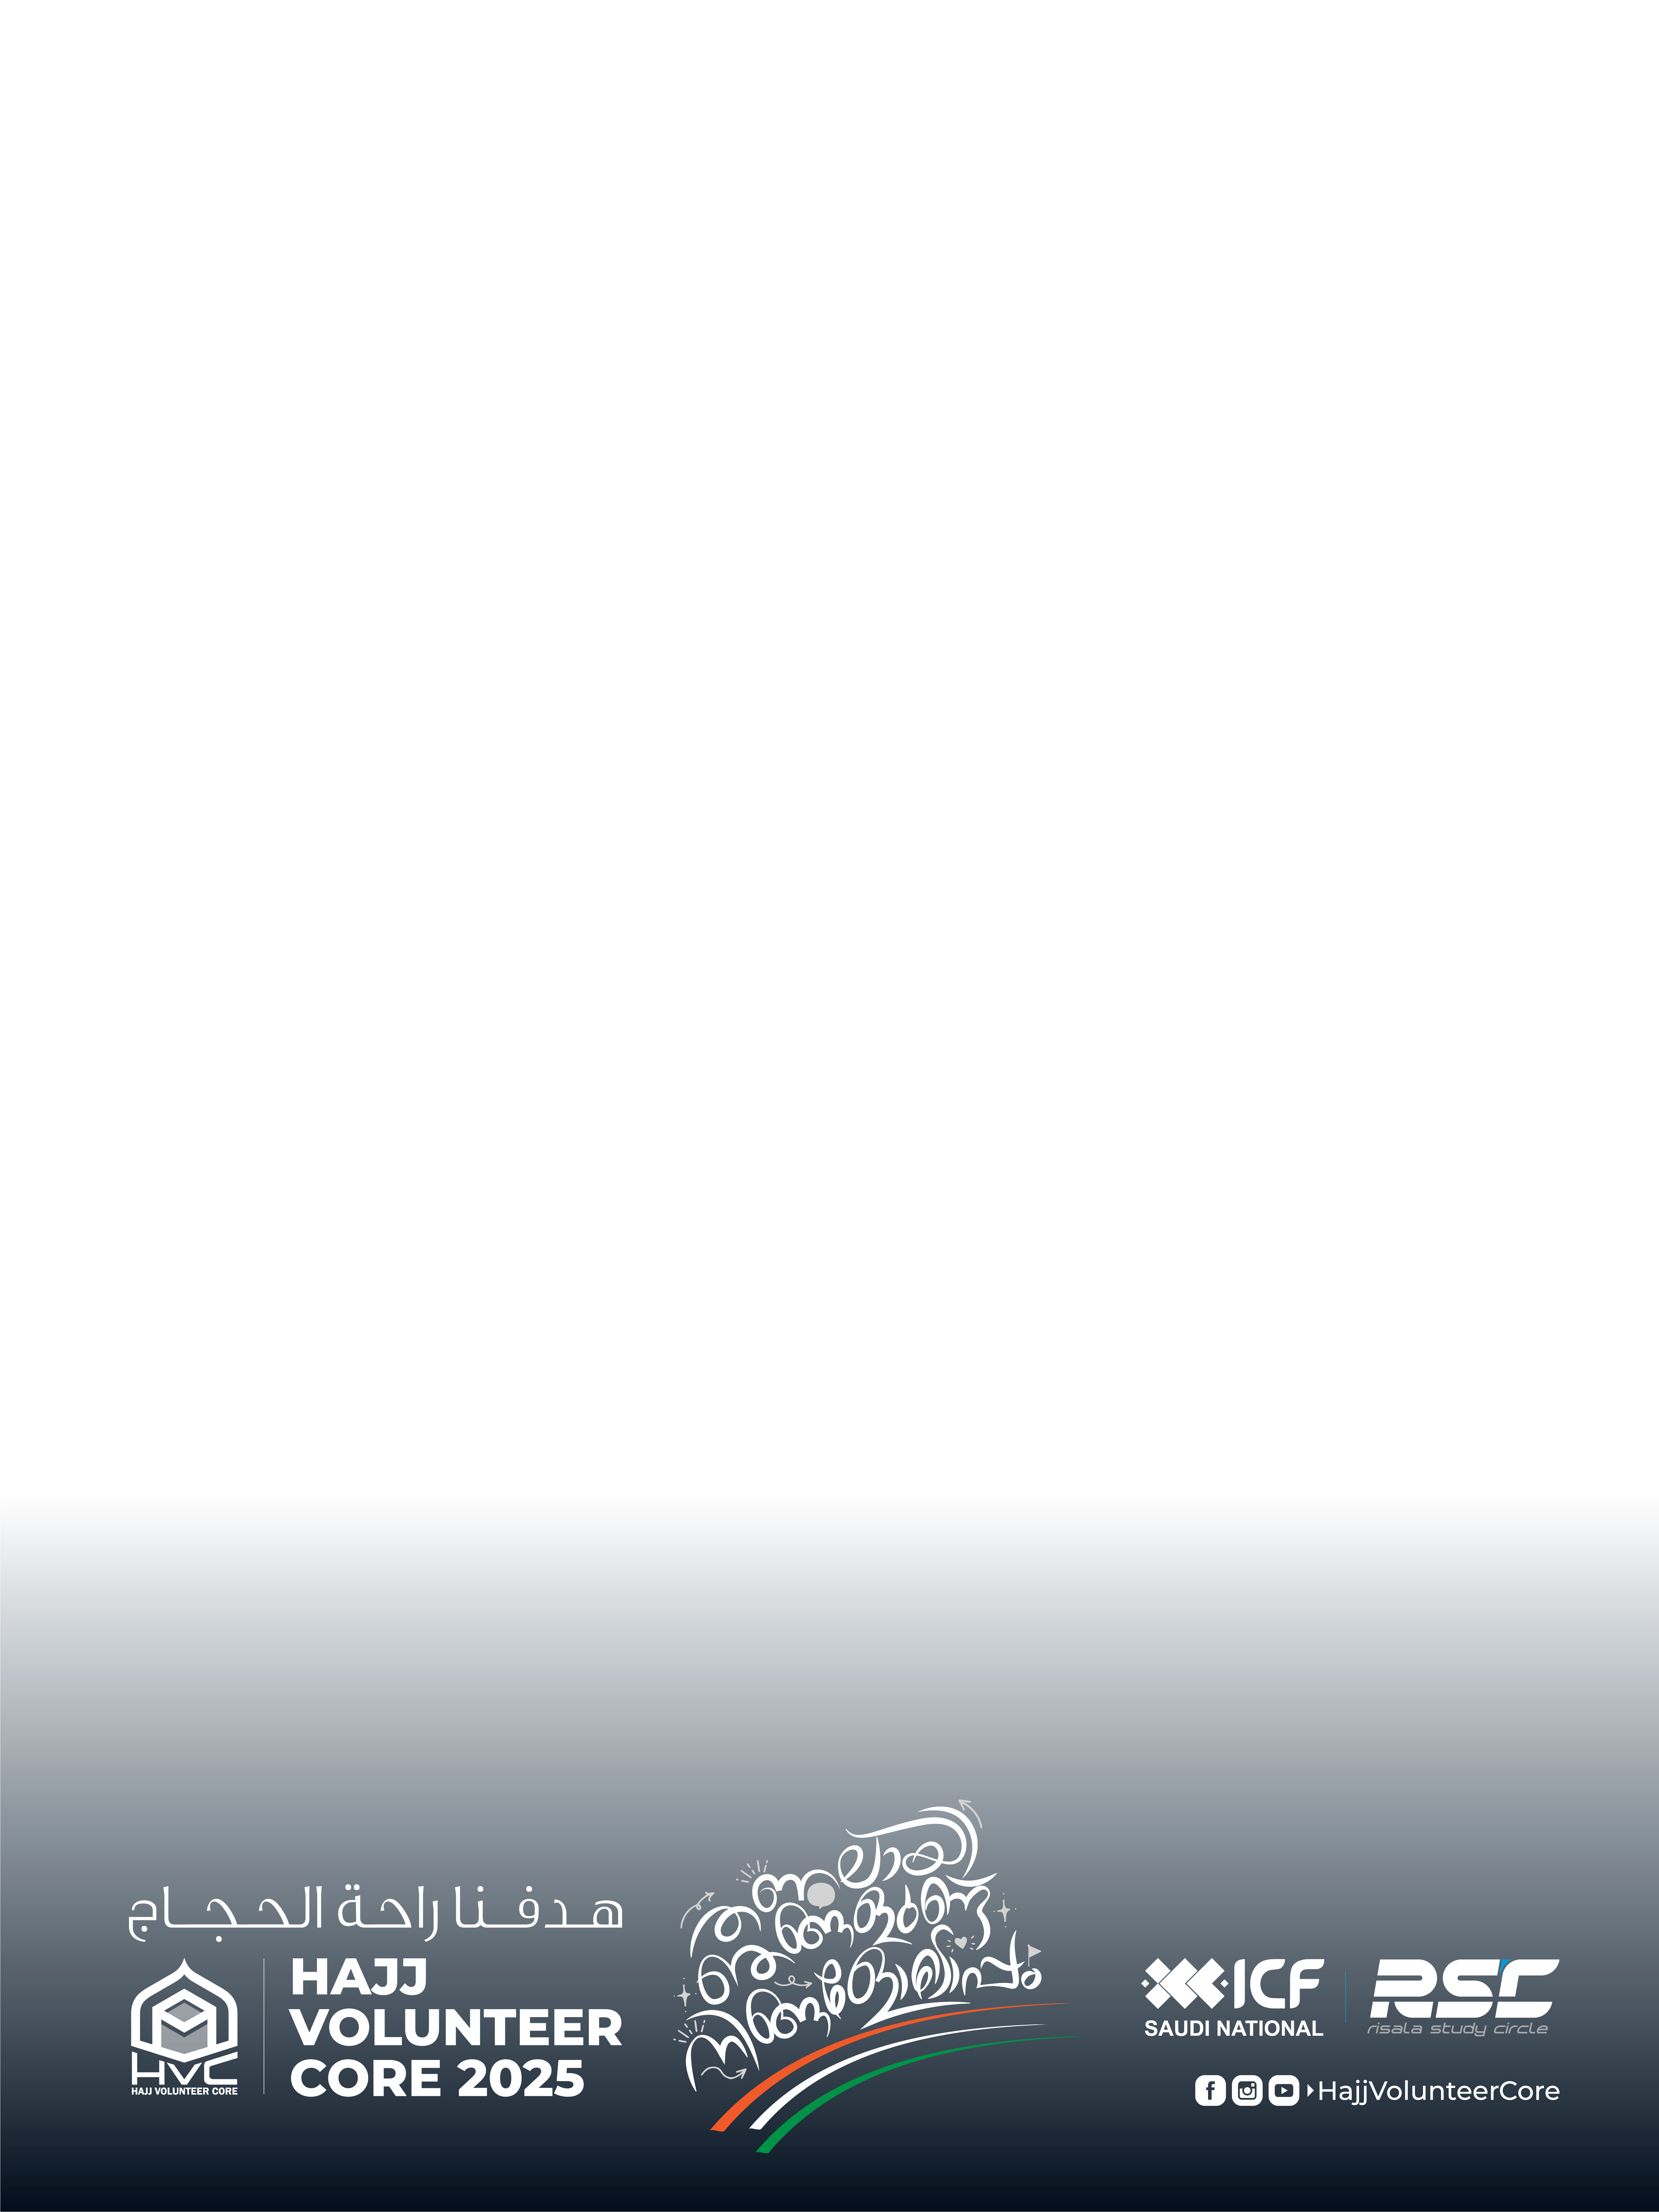 هدفنا راحة الحجاج
HVC
HAJJ VOLUNTEER CORE
HAJJ
VOLUNTEER
CORE 2025
ICF
SAUDI NATIONAL
RSC
risala study circle
HajjVolunteerCore